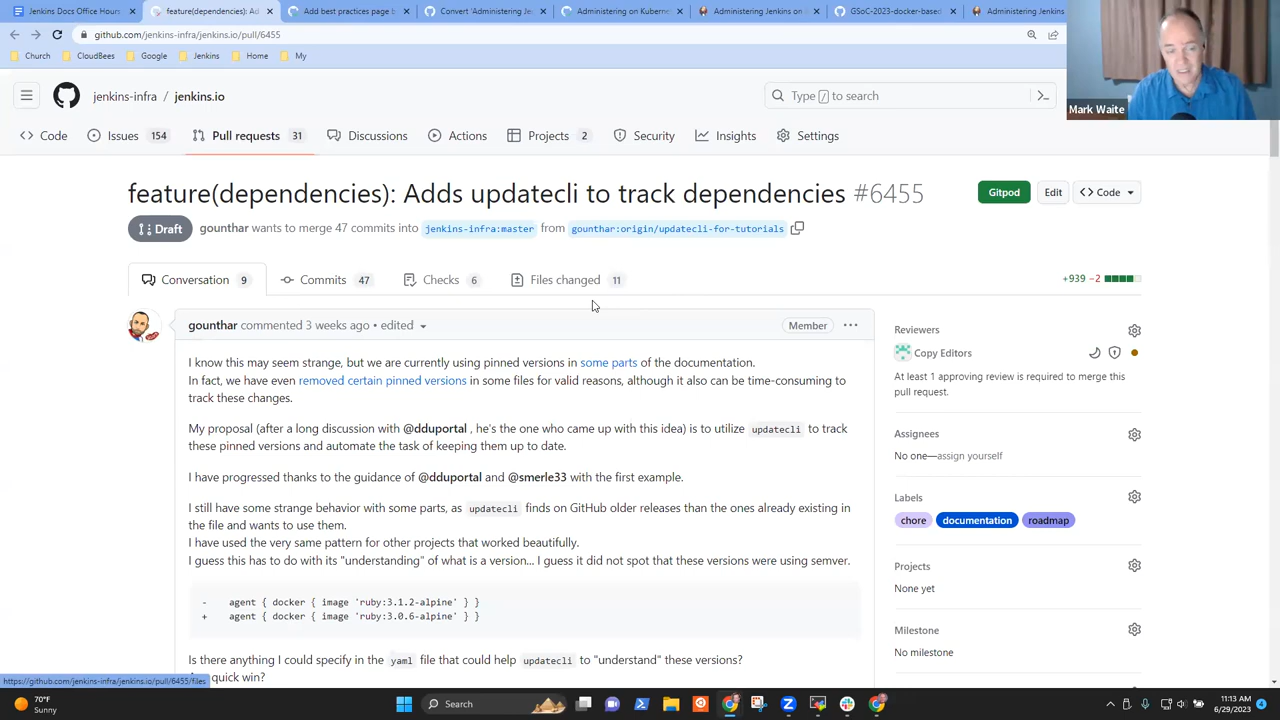 Jenkins Docs Office Hours
feature(dependencies): Ad
Add best practices page b
Convert 'Administering Je
Administering on Kuberne
Administering Jenkins on
GSoC-2023-docker-based
Administering Jenkins
github.com/jenkins-infra/jenkins.io/pull/6455
Church
CloudBees
Google
Jenkins
Home
My
Mark Waite
jenkins-infra / jenkins.io
Type / to search
Code
Issues 154
Pull requests 31
Discussions
Actions
Projects 2
Security
Insights
Settings
feature(dependencies): Adds updatecli to track dependencies #6455
Gitpod
Edit
<> Code
Draft
gounthar wants to merge 47 commits into jenkins-infra:master from gounthar:origin/updatecli-for-tutorials
Conversation 9
Commits 47
Checks 6
Files changed 11
+939 −2
gounthar commented 3 weeks ago • edited
Member
I know this may seem strange, but we are currently using pinned versions in some parts of the documentation.
In fact, we have even removed certain pinned versions in some files for valid reasons, although it also can be time-consuming to
track these changes.
My proposal (after a long discussion with @dduportal , he's the one who came up with this idea) is to utilize updatecli to track
these pinned versions and automate the task of keeping them up to date.
I have progressed thanks to the guidance of @dduportal and @smerle33 with the first example.
I still have some strange behavior with some parts, as updatecli finds on GitHub older releases than the ones already existing in
the file and wants to use them.
I have used the very same pattern for other projects that worked beautifully.
I guess this has to do with its "understanding" of what is a version... I guess it did not spot that these versions were using semver.
- agent { docker { image 'ruby:3.1.2-alpine' } }
+ agent { docker { image 'ruby:3.0.6-alpine' } }
Is there anything I could specify in the yaml file that could help updatecli to "understand" these versions?
quick win?
Reviewers
Copy Editors
At least 1 approving review is required to merge this
pull request.
Assignees
No one—assign yourself
Labels
chore
documentation
roadmap
Projects
None yet
Milestone
No milestone
https://github.com/jenkins-infra/jenkins.io/pull/6455/files
70°F
Sunny
Search
11:13 AM
6/29/2023
4